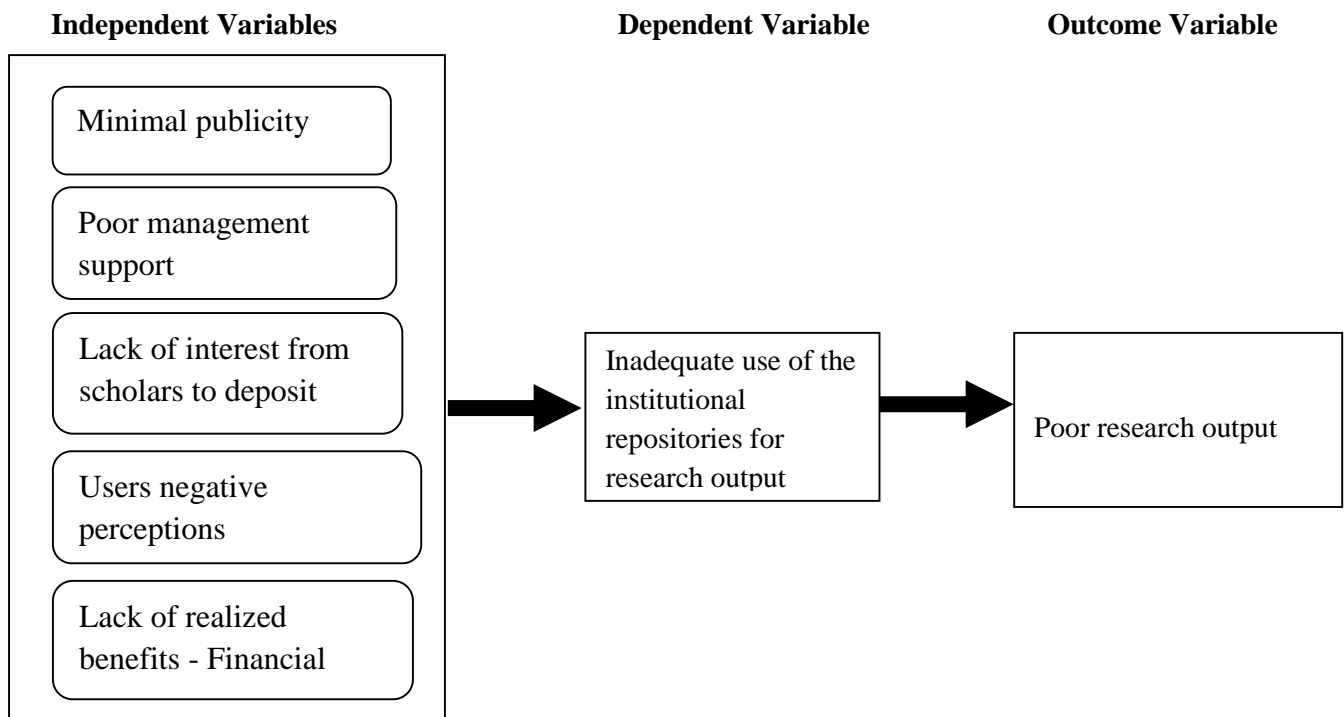 Independent Variables
Dependent Variable
Outcome Variable
Minimal publicity
Poor management
support
Lack of interest from
scholars to deposit
Users negative
perceptions
Lack of realized
benefits - Financial
Inadequate use of the
institutional
repositories for
research output
Poor research output